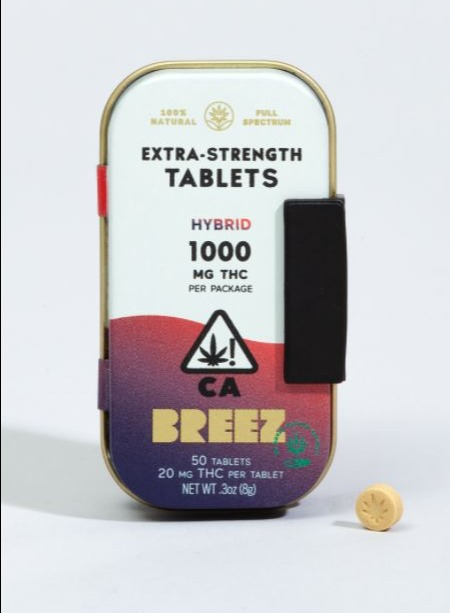 100% NATURAL FULL SPECTRUM
EXTRA-STRENGTH
TABLETS
HYBRID
1000
MG THC
PER PACKAGE
!
CA
BREEZ
50 TABLETS
20 MG THC PER TABLET
NET WT .3oz (8g)